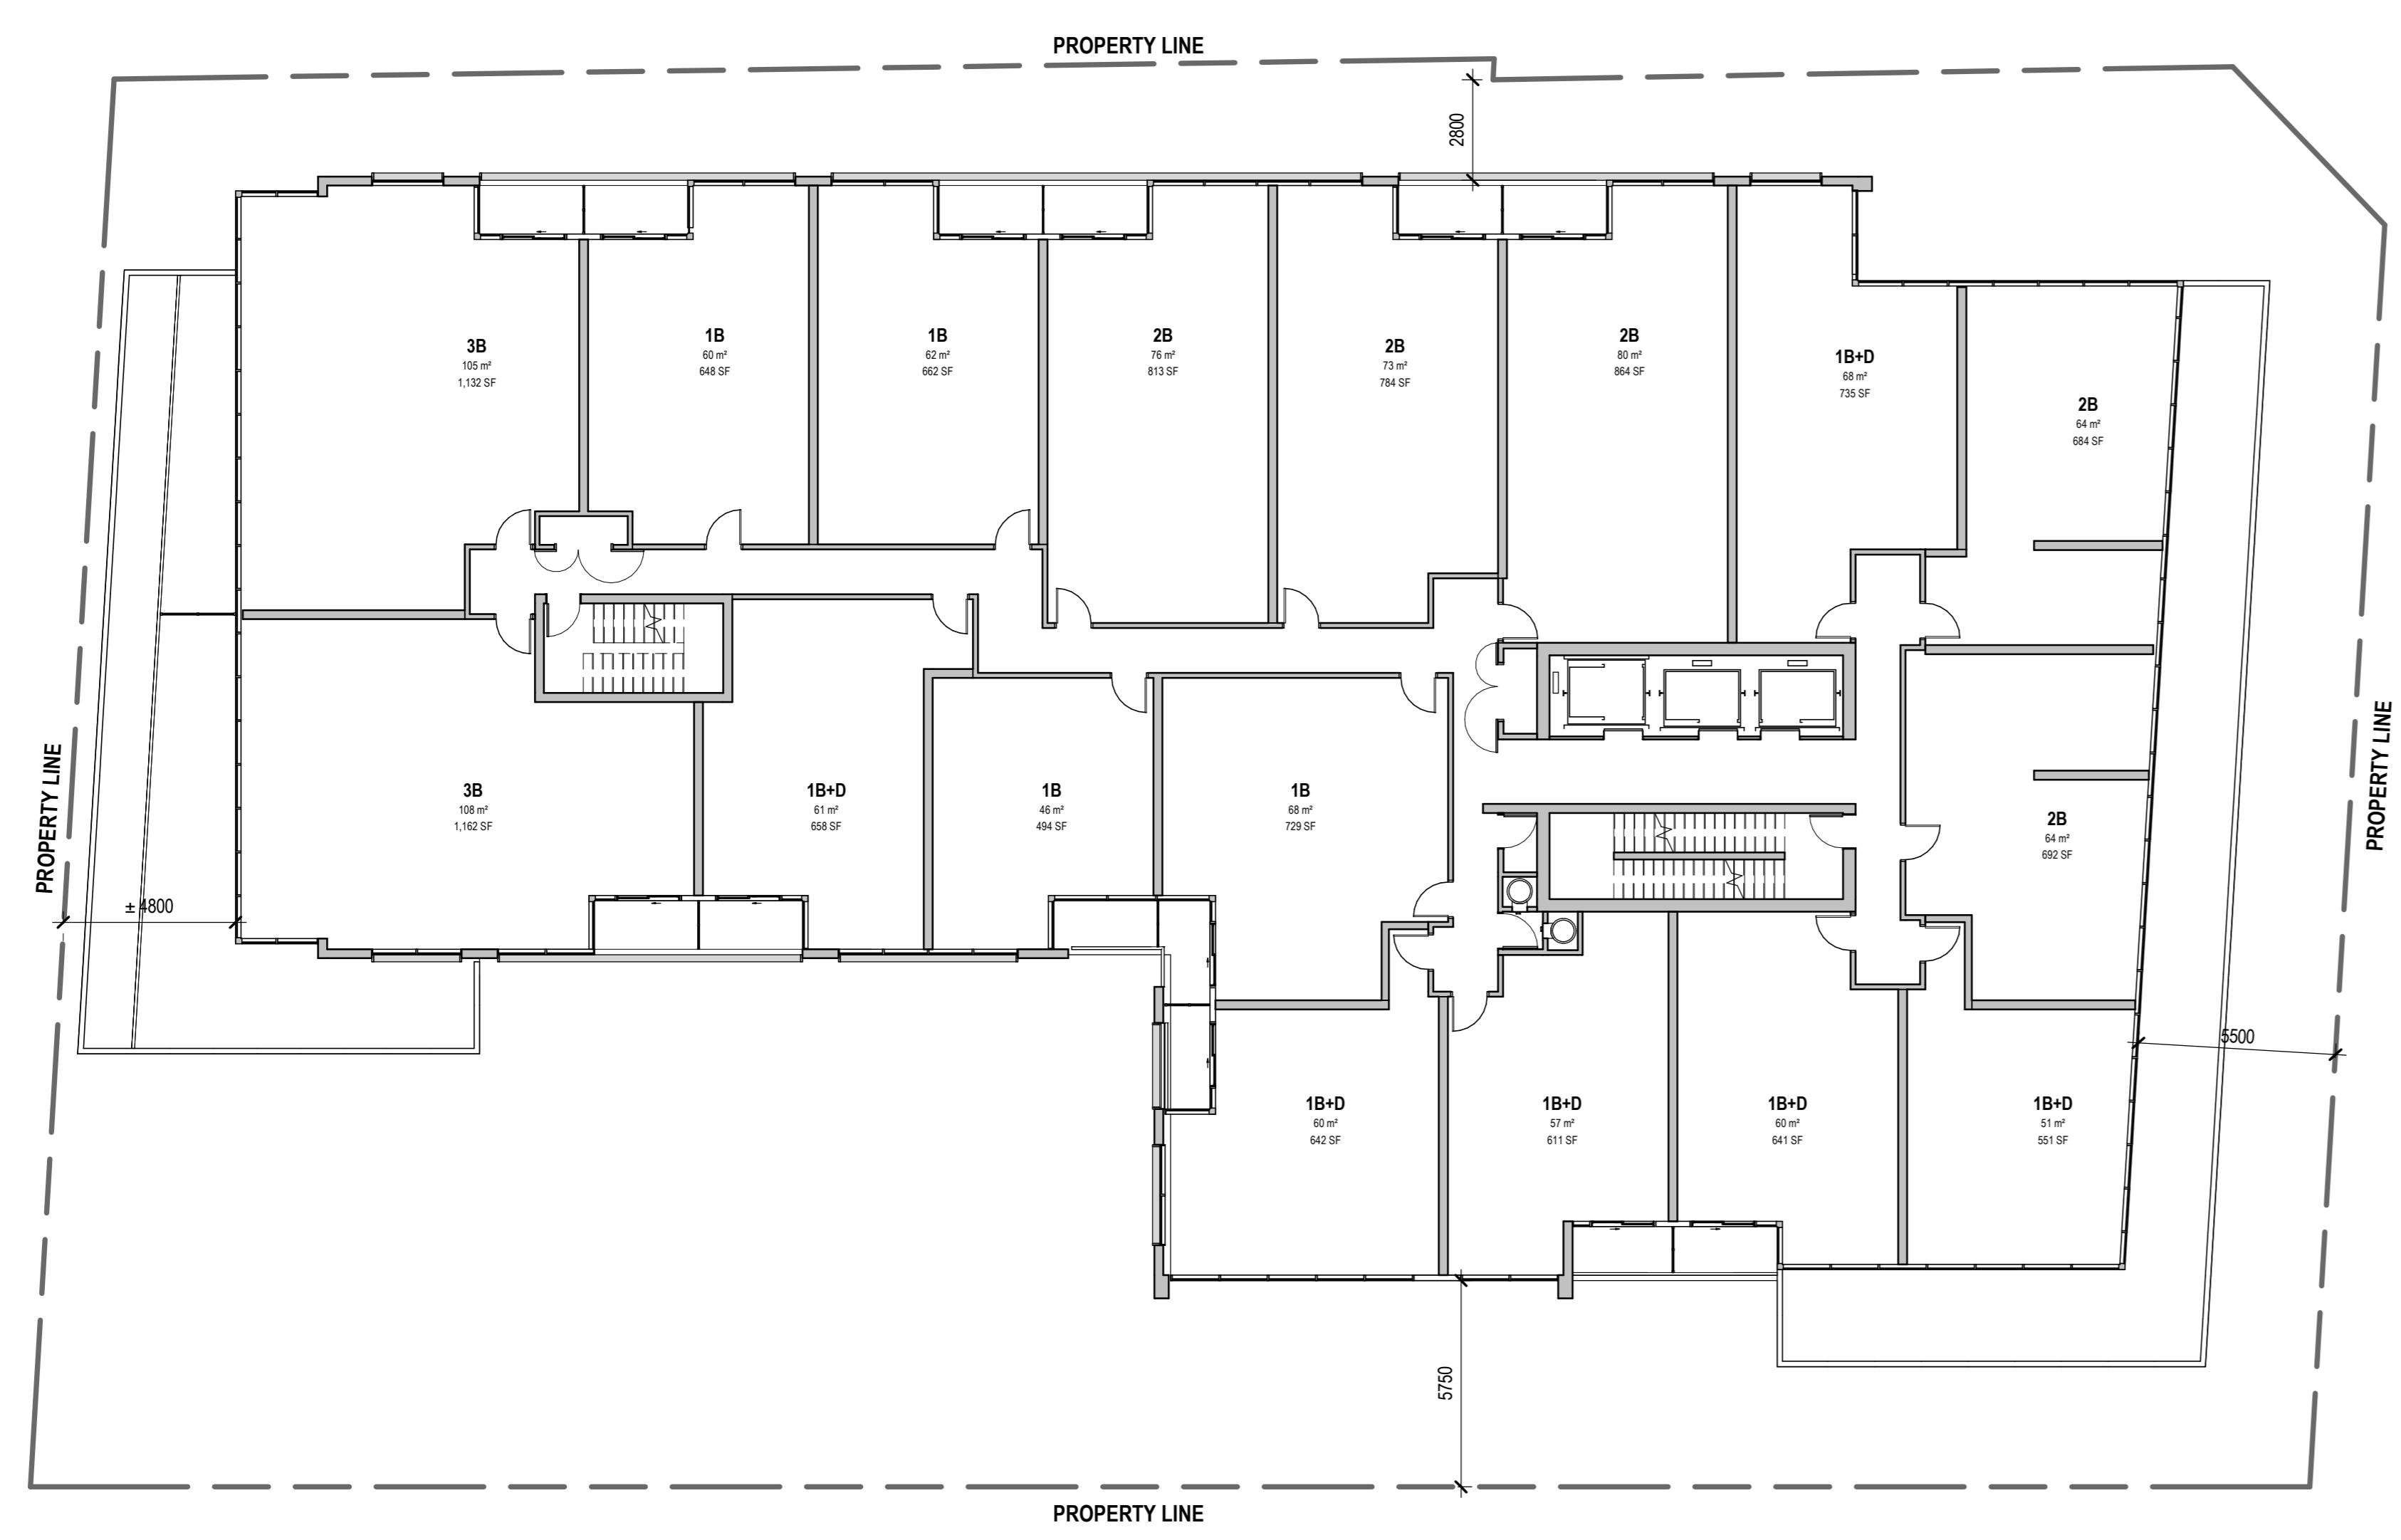 PROPERTY LINE
2800
3B
105 m²
1,132 SF
1B
60 m²
648 SF
1B
62 m²
662 SF
2B
76 m²
813 SF
2B
73 m²
784 SF
2B
80 m²
864 SF
1B+D
68 m²
735 SF
2B
64 m²
684 SF
PROPERTY LINE
± 4800
3B
108 m²
1,162 SF
1B+D
61 m²
658 SF
1B
46 m²
494 SF
1B
68 m²
729 SF
2B
64 m²
692 SF
PROPERTY LINE
5500
1B+D
60 m²
642 SF
1B+D
57 m²
611 SF
1B+D
60 m²
641 SF
1B+D
51 m²
551 SF
5750
PROPERTY LINE